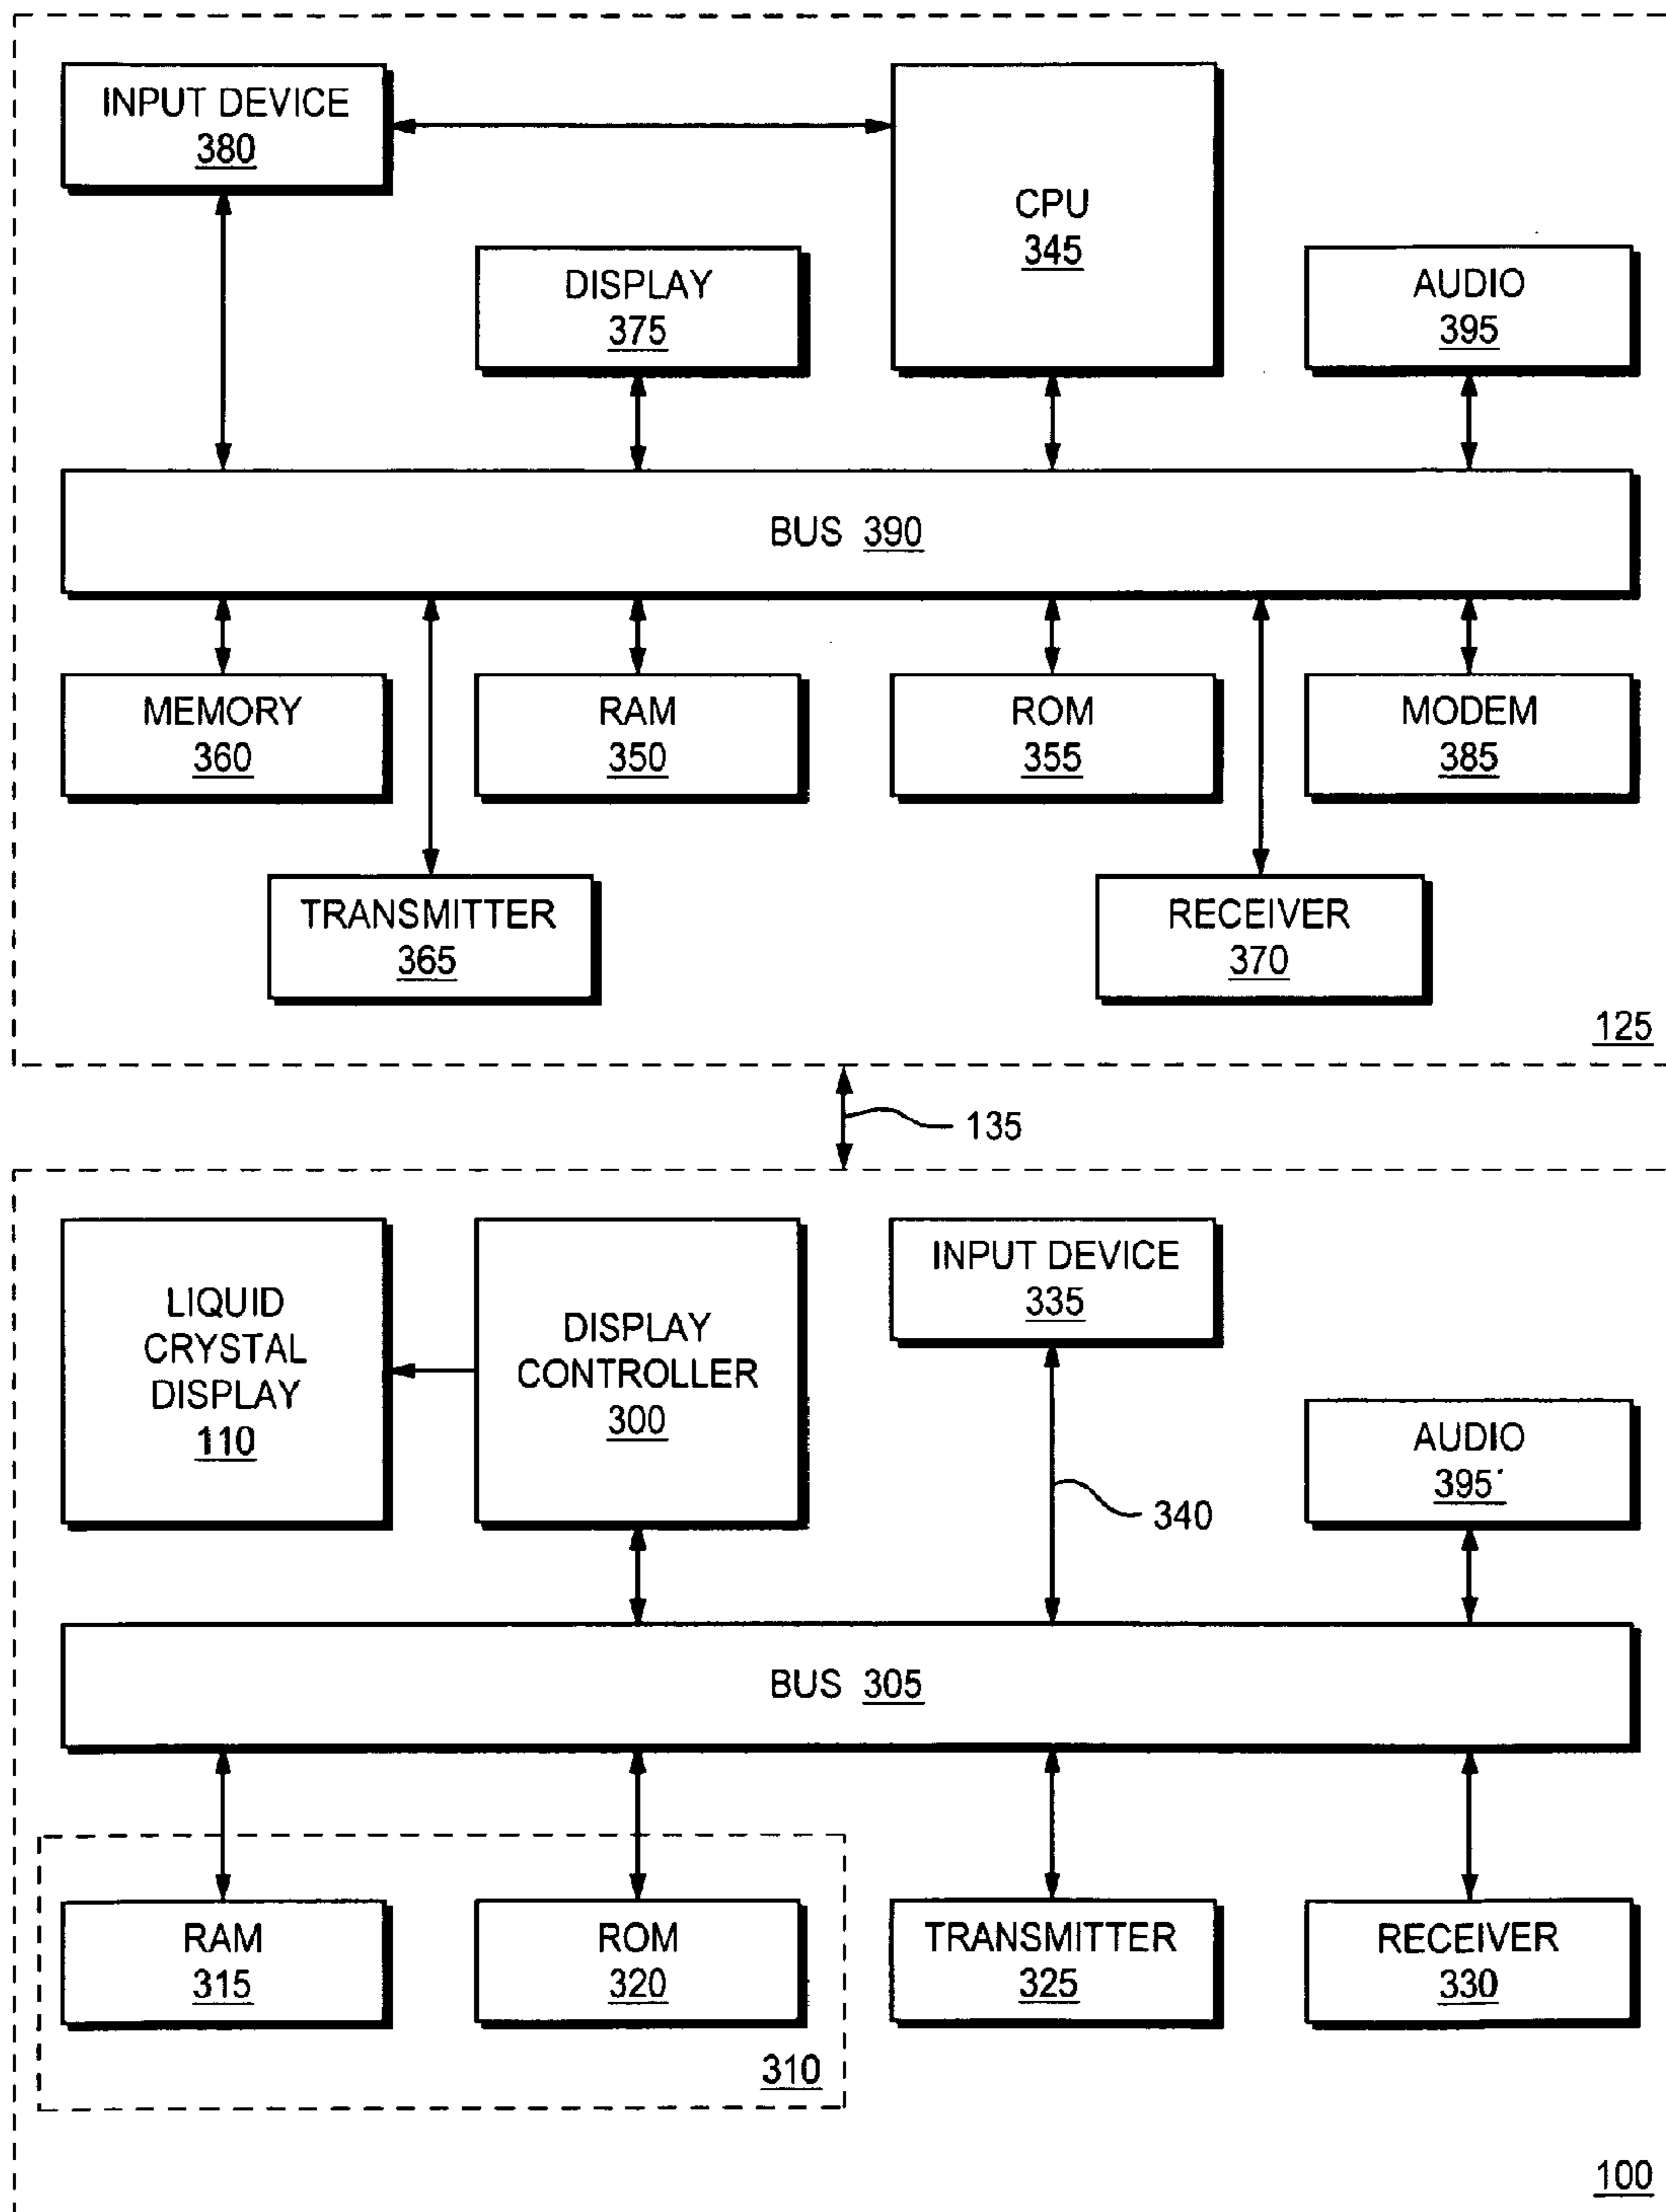 INPUT DEVICE
380
CPU
345
DISPLAY
375
AUDIO
395
BUS 390
MEMORY
360
RAM
350
ROM
355
MODEM
385
TRANSMITTER
365
RECEIVER
370
125
135
LIQUID
CRYSTAL
DISPLAY
110
DISPLAY
CONTROLLER
300
INPUT DEVICE
335
AUDIO
395'
340
BUS 305
RAM
315
ROM
320
TRANSMITTER
325
RECEIVER
330
310
100